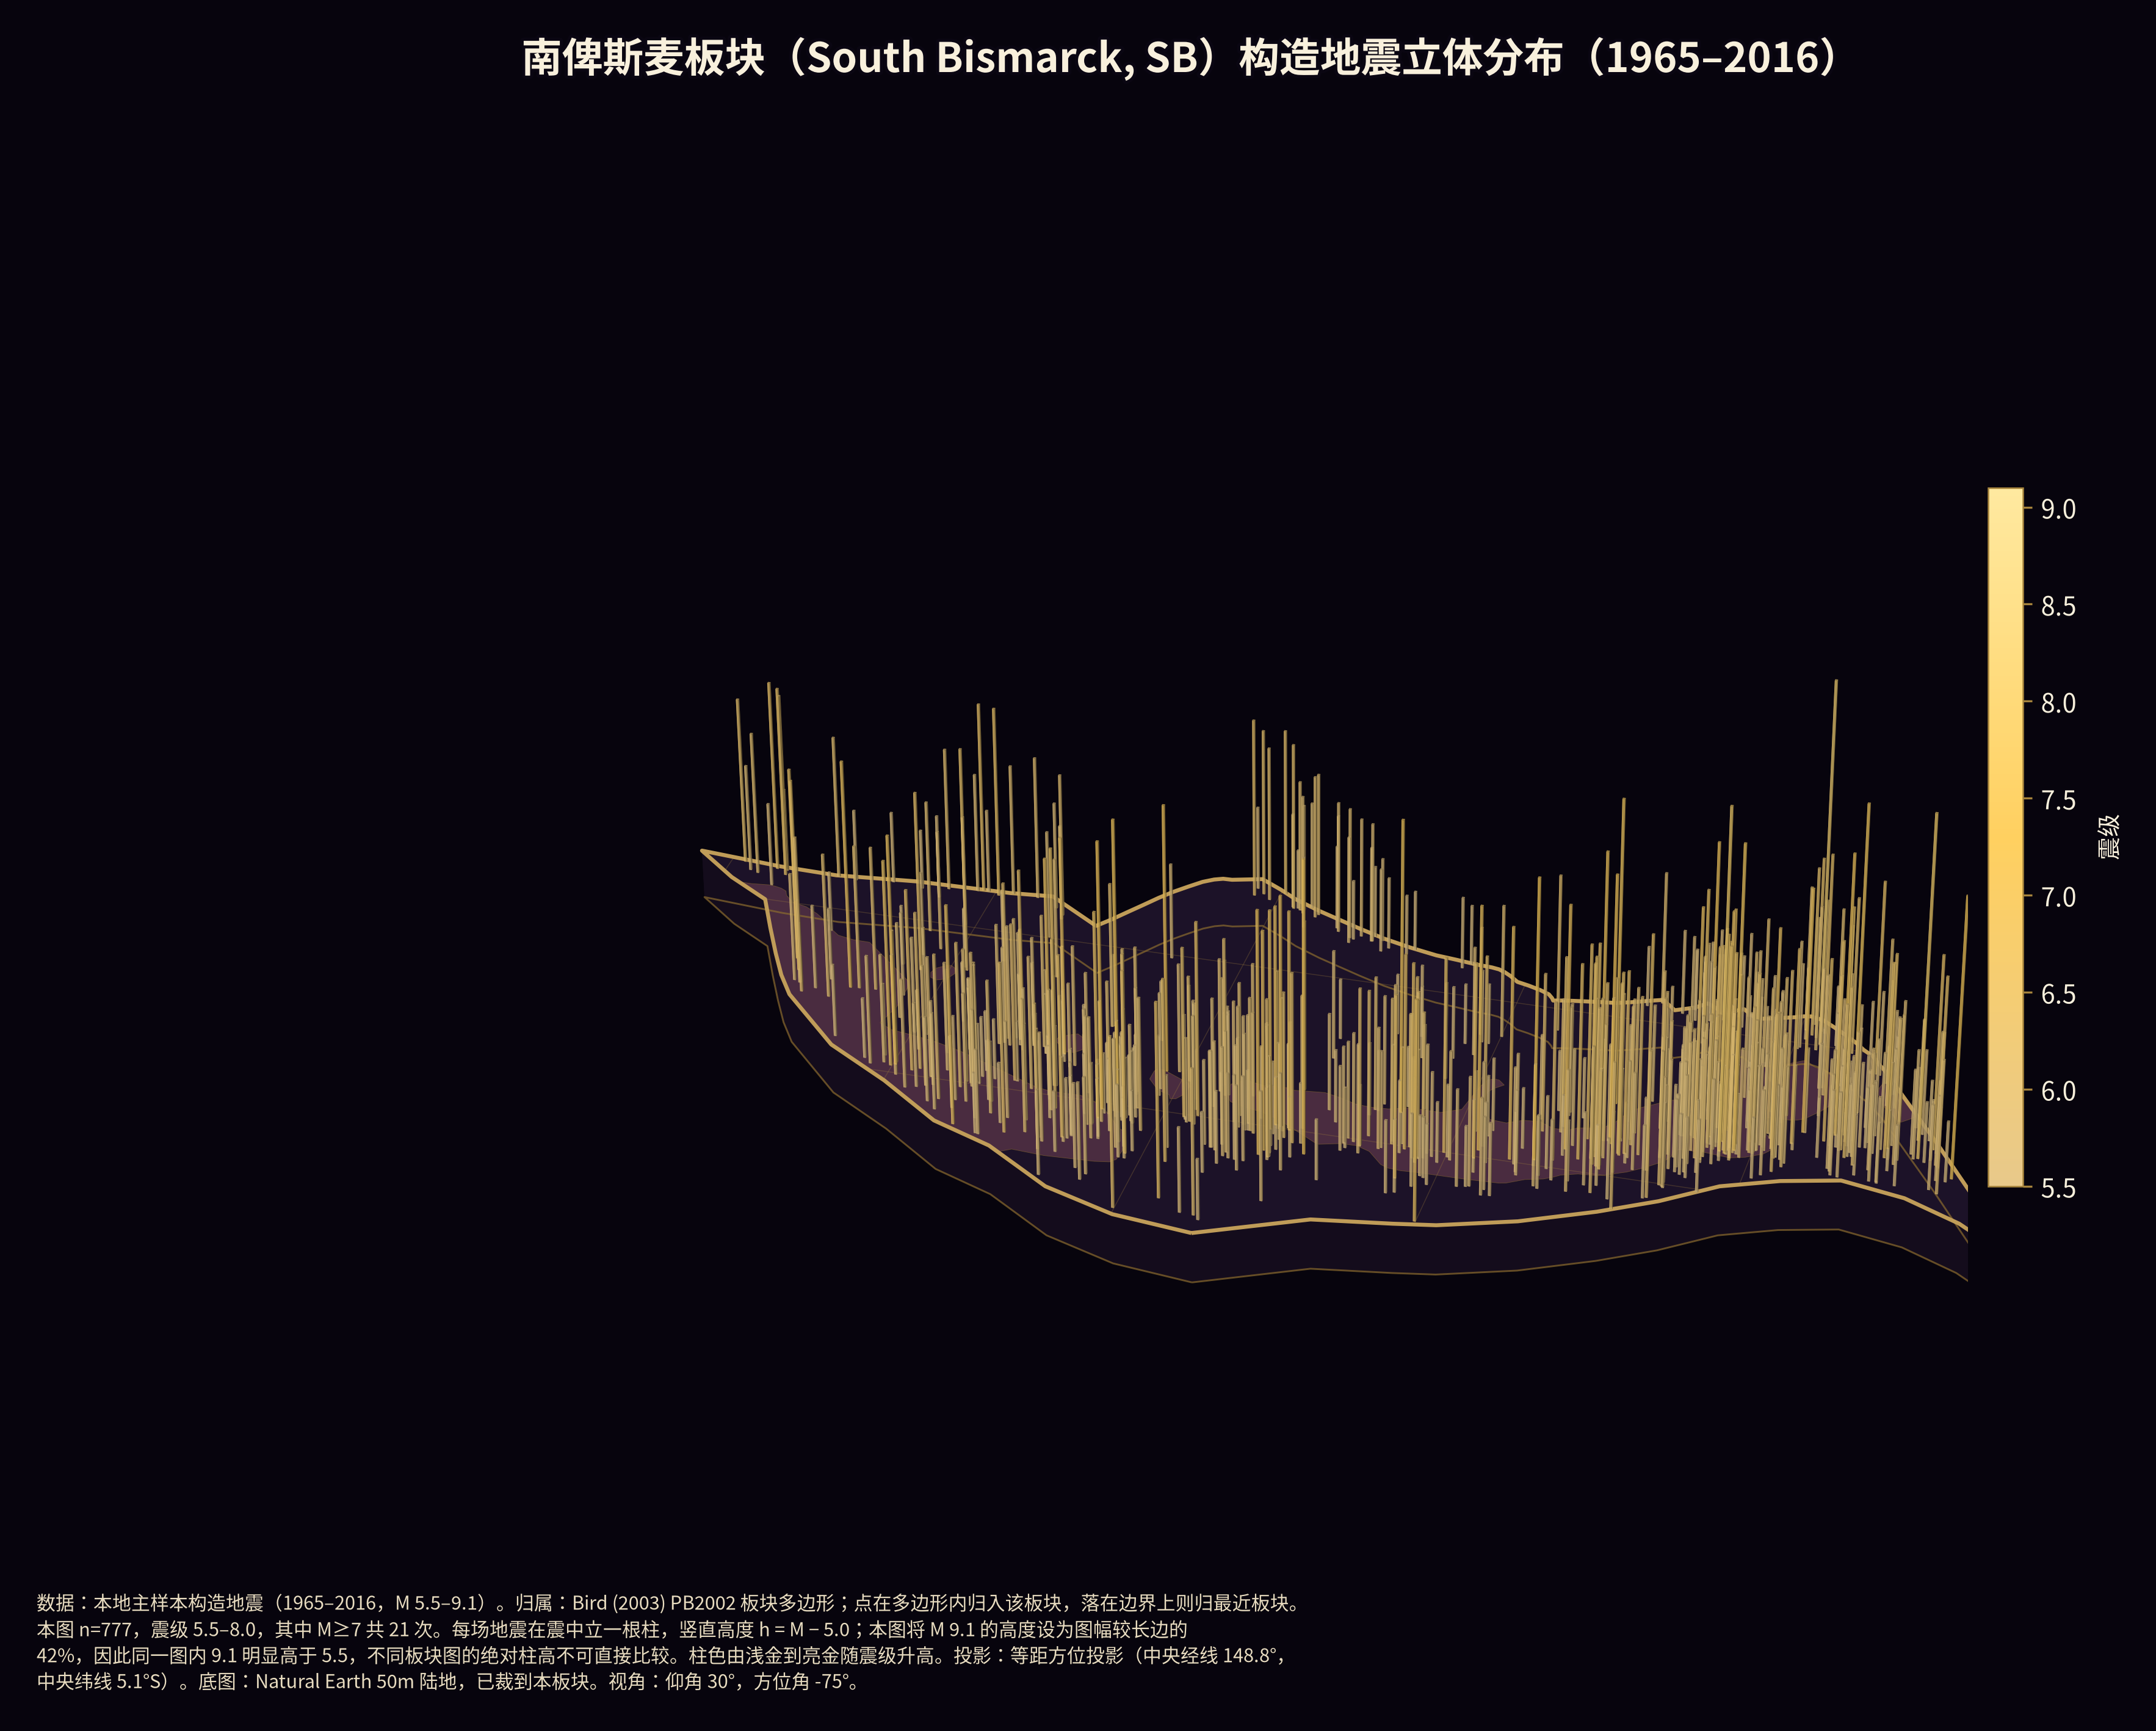 南俾斯麦板块（South Bismarck, SB）构造地震立体分布（1965–2016）
9.0
8.5
8.0
7.5
7.0
6.5
6.0
5.5
震级
数据：本地主样本构造地震（1965–2016，M 5.5–9.1）。归属：Bird (2003) PB2002 板块多边形；点在多边形内归入该板块，落在边界上则归最近板块。
本图 n=777，震级 5.5–8.0，其中 M≥7 共 21 次。每场地震在震中立一根柱，竖直高度 h = M − 5.0；本图将 M 9.1 的高度设为图幅较长边的
42%，因此同一图内 9.1 明显高于 5.5，不同板块图的绝对柱高不可直接比较。柱色由浅金到亮金随震级升高。投影：等距方位投影（中央经线 148.8°，
中央纬线 5.1°S）。底图：Natural Earth 50m 陆地，已裁到本板块。视角：仰角 30°，方位角 -75°。